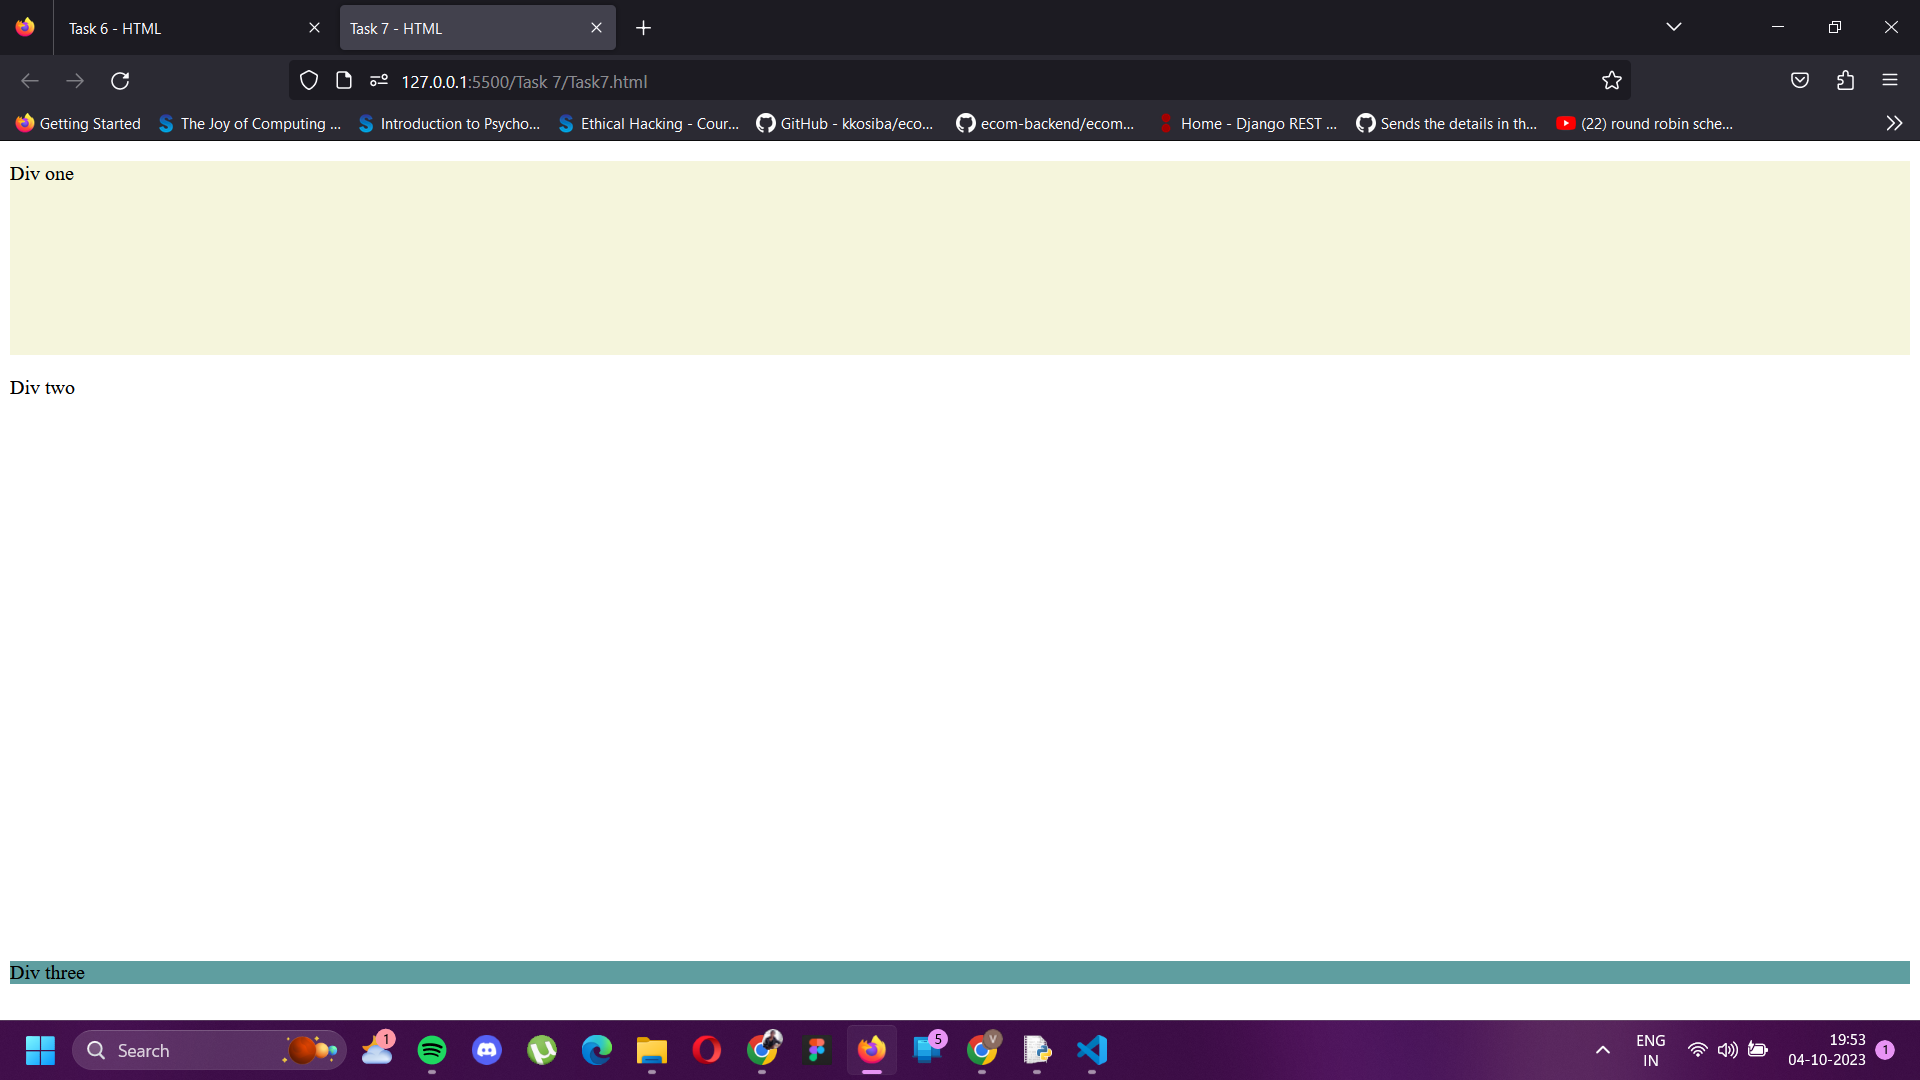 Task 6 - HTML
Task 7 - HTML
127.0.0.1:5500/Task 7/Task7.html
Getting Started
The Joy of Computing ...
Introduction to Psycho...
Ethical Hacking - Cour...
GitHub - kkosiba/eco...
ecom-backend/ecom...
Home - Django REST ...
Sends the details in th...
(22) round robin sche...
Div one
Div two
Div three
Search
1
5
V
ENG
IN
19:53
04-10-2023
1